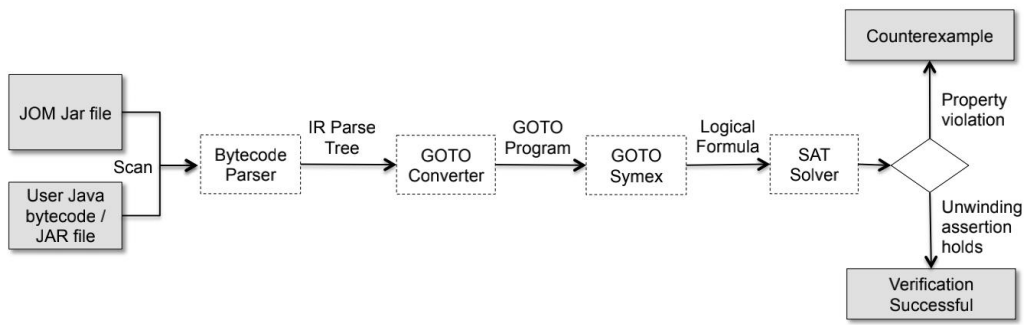 JOM Jar file
User Java
bytecode /
JAR file
Scan
Bytecode
Parser
IR Parse
Tree
GOTO
Converter
GOTO
Program
GOTO
Symex
Logical
Formula
SAT
Solver
Property
violation
Counterexample
Unwinding
assertion
holds
Verification
Successful